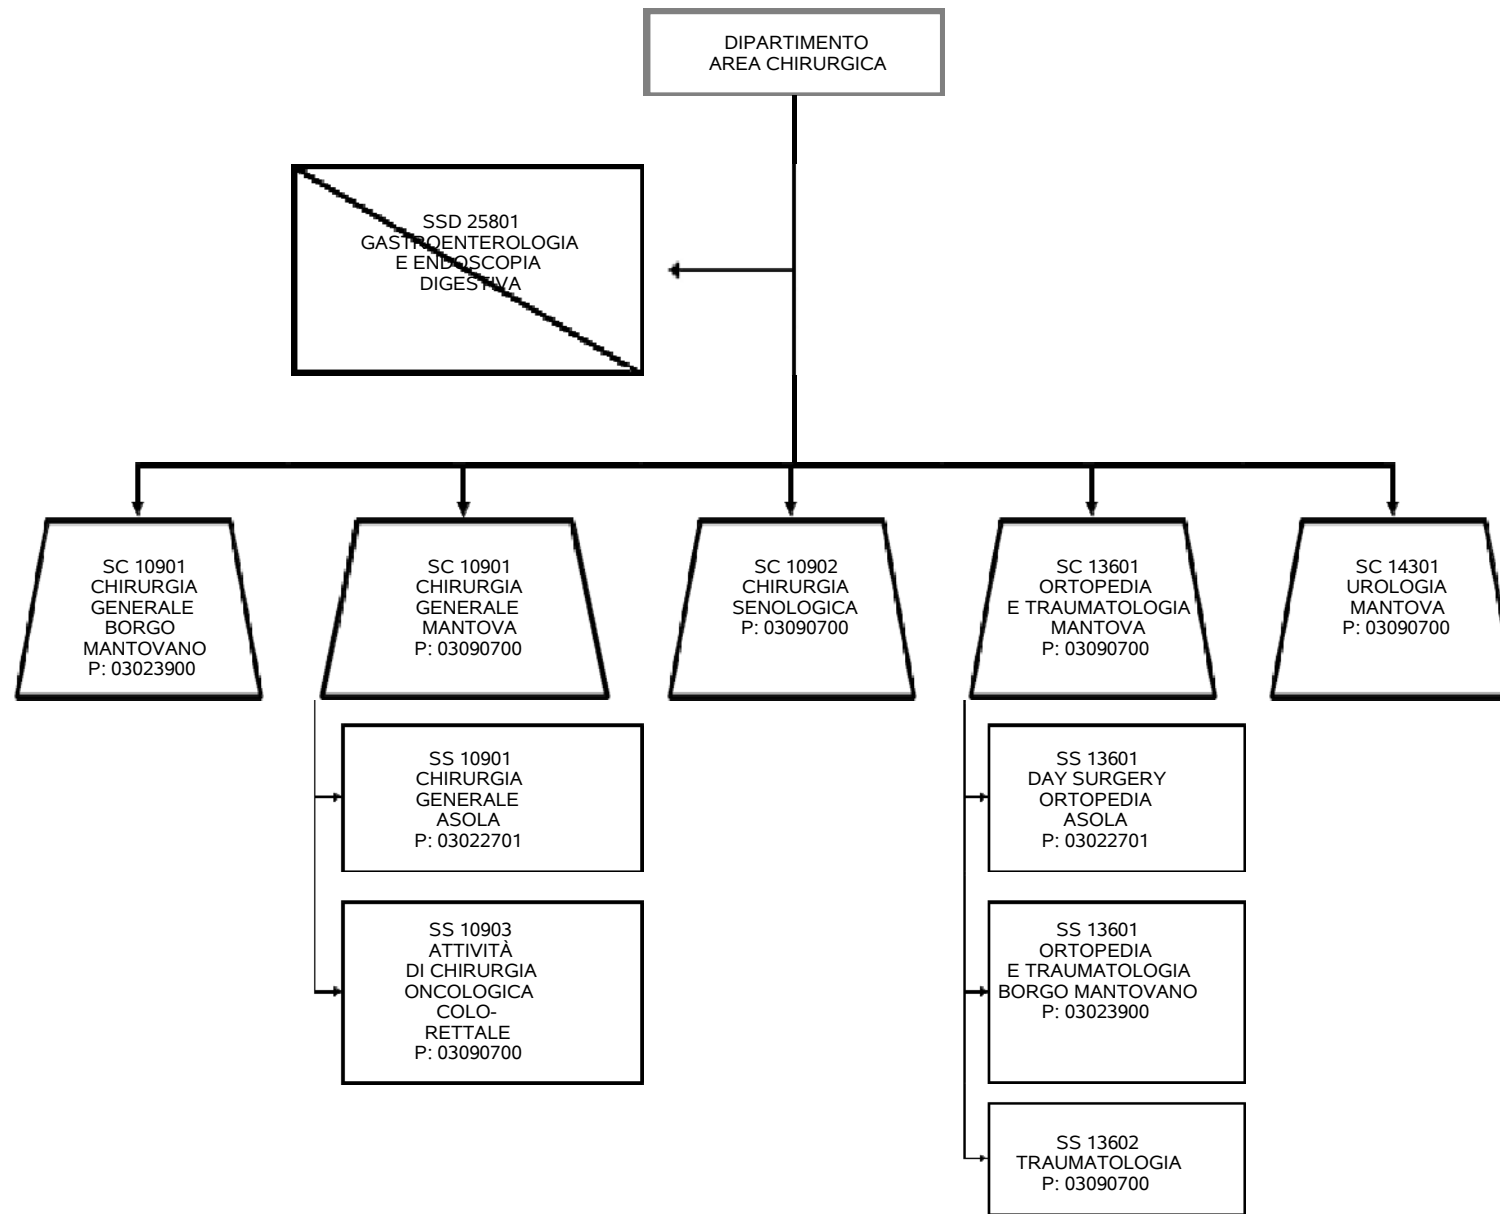 DIPARTIMENTO
AREA CHIRURGICA
SSD 25801
GASTROENTEROLOGIA
E ENDOSCOPIA
DIGESTIVA
SC 10901
CHIRURGIA
GENERALE
BORGO
MANTOVANO
P: 03023900
SC 10901
CHIRURGIA
GENERALE
MANTOVA
P: 03090700
SC 10902
CHIRURGIA
SENOLOGICA
P: 03090700
SC 13601
ORTOPEDIA
E TRAUMATOLOGIA
MANTOVA
P: 03090700
SC 14301
UROLOGIA
MANTOVA
P: 03090700
SS 10901
CHIRURGIA
GENERALE
ASOLA
P: 03022701
SS 10903
ATTIVITÀ
DI CHIRURGIA
ONCOLOGICA
COLO-
RETTALE
P: 03090700
SS 13601
DAY SURGERY
ORTOPEDIA
ASOLA
P: 03022701
SS 13601
ORTOPEDIA
E TRAUMATOLOGIA
BORGO MANTOVANO
P: 03023900
SS 13602
TRAUMATOLOGIA
P: 03090700